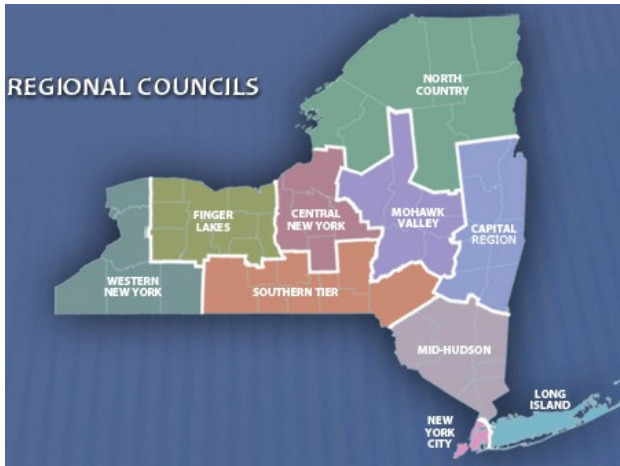 REGIONAL COUNCILS
NORTH
COUNTRY
FINGER
LAKES
CENTRAL
NEW YORK
MOHAWK
VALLEY
CAPITAL
REGION
WESTERN
NEW YORK
SOUTHERN TIER
MID-HUDSON
LONG
ISLAND
NEW
YORK
CITY